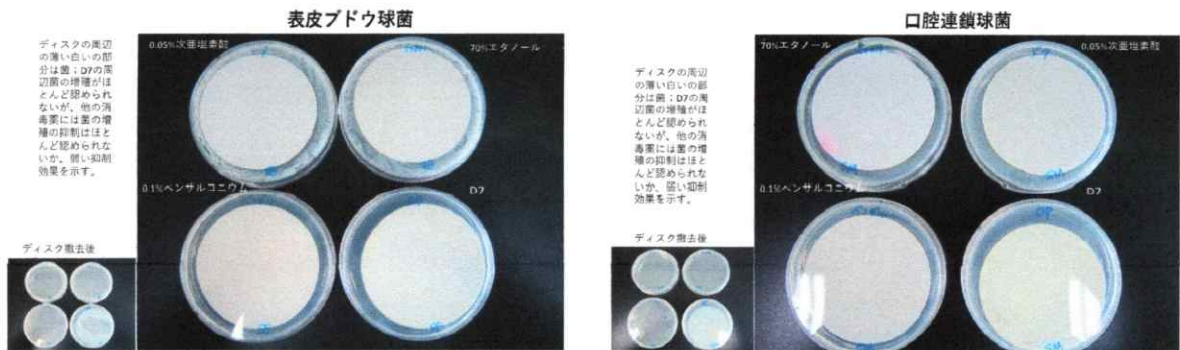 表皮ブドウ球菌
ディスクの周辺
の薄い白いの部
分は菌；D7の周
辺菌の増殖がほ
とんど認められ
ないが、他の消
毒薬には菌の増
殖の抑制はほと
んど認められな
いか、弱い抑制
効果を示す。
0.05%次亜塩素酸
70%エタノール
0.1%ベンザルコニウム
D7
ディスク撤去後
口腔連鎖球菌
ディスクの周辺
の薄い白いの部
分は菌；D7の周
辺菌の増殖がほ
とんど認められ
ないが、他の消
毒薬には菌の増
殖の抑制はほと
んど認められな
いか、弱い抑制
効果を示す。
70%エタノール
0.05%次亜塩素酸
0.1%ベンザルコニウム
D7
ディスク撤去後